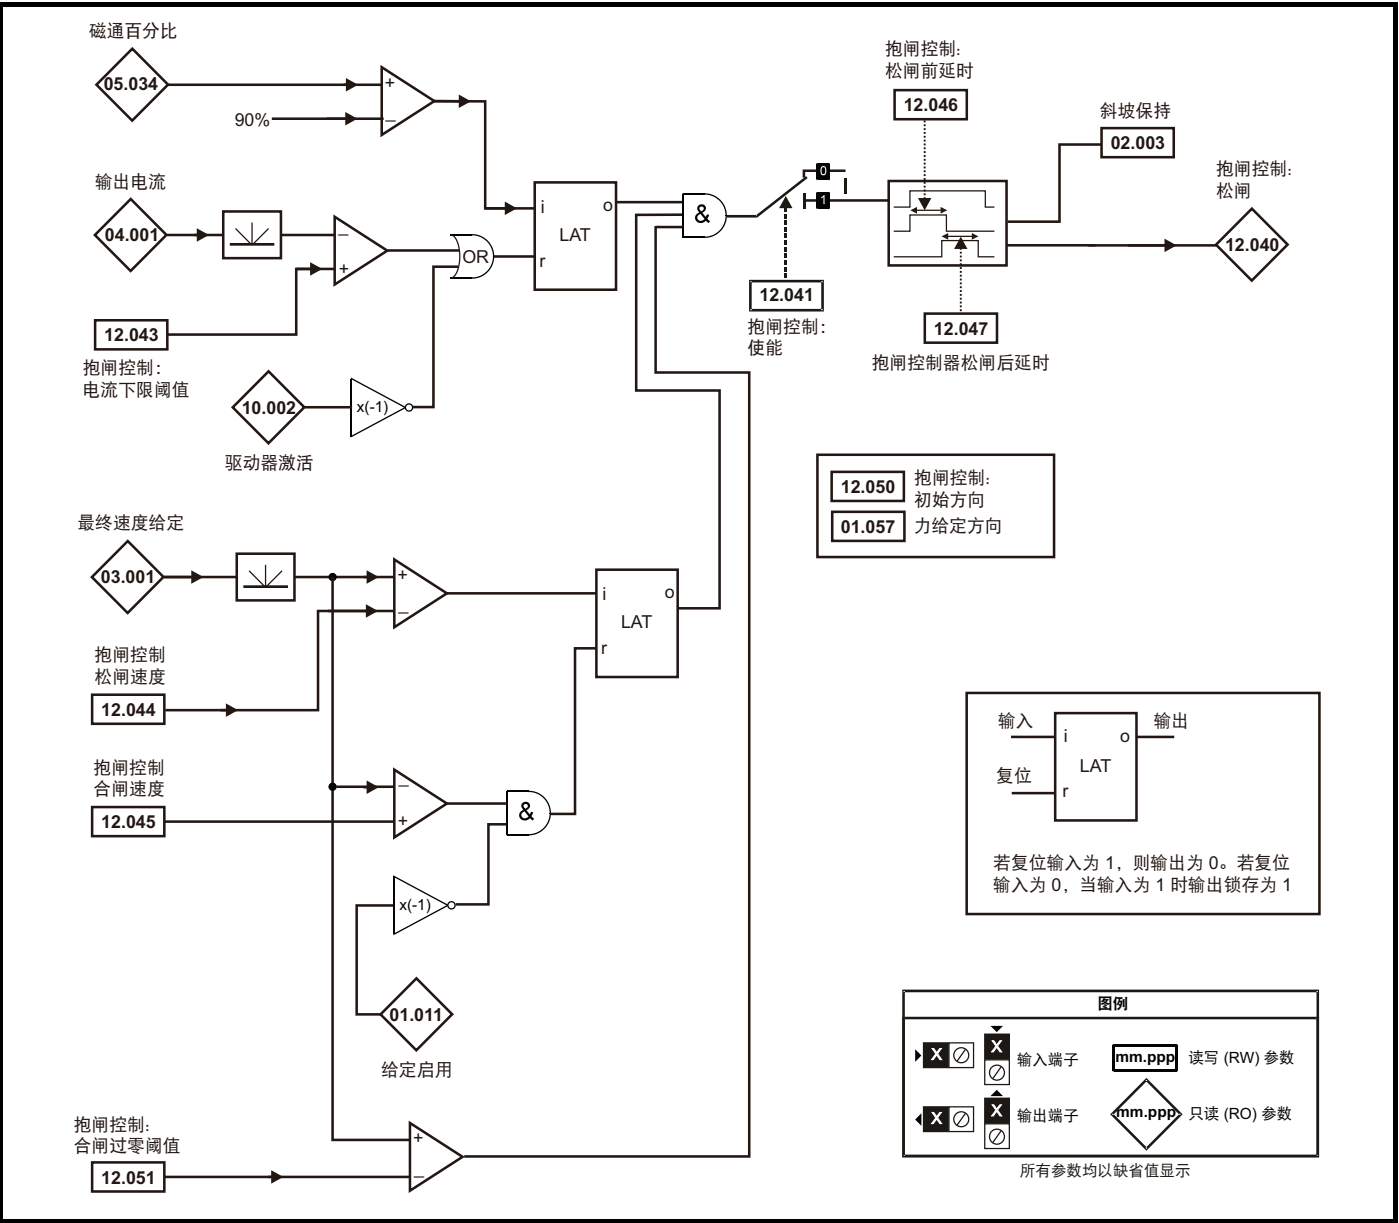 磁通百分比
05.034
+
90%
–
输出电流
04.001
–
+
12.043
抱闸控制:
电流下限阈值
OR
i
o
LAT
r
10.002
x(-1)
驱动器激活
&
0
1
12.041
抱闸控制:
使能
抱闸控制:
松闸前延时
12.046
12.047
抱闸控制器松闸后延时
斜坡保持
02.003
抱闸控制:
松闸
12.040
12.050
抱闸控制:
初始方向
01.057
力给定方向
最终速度给定
03.001
+
–
i
o
LAT
r
抱闸控制
松闸速度
12.044
抱闸控制
合闸速度
12.045
–
+
&
x(-1)
01.011
给定启用
抱闸控制:
合闸过零阈值
12.051
+
–
输入
i
o
输出
LAT
复位
r
若复位输入为 1，则输出为 0。若复位
输入为 0，当输入为 1 时输出锁存为 1
图例
X
X
输入端子
mm.ppp
读写 (RW) 参数
X
X
输出端子
mm.ppp
只读 (RO) 参数
所有参数均以缺省值显示